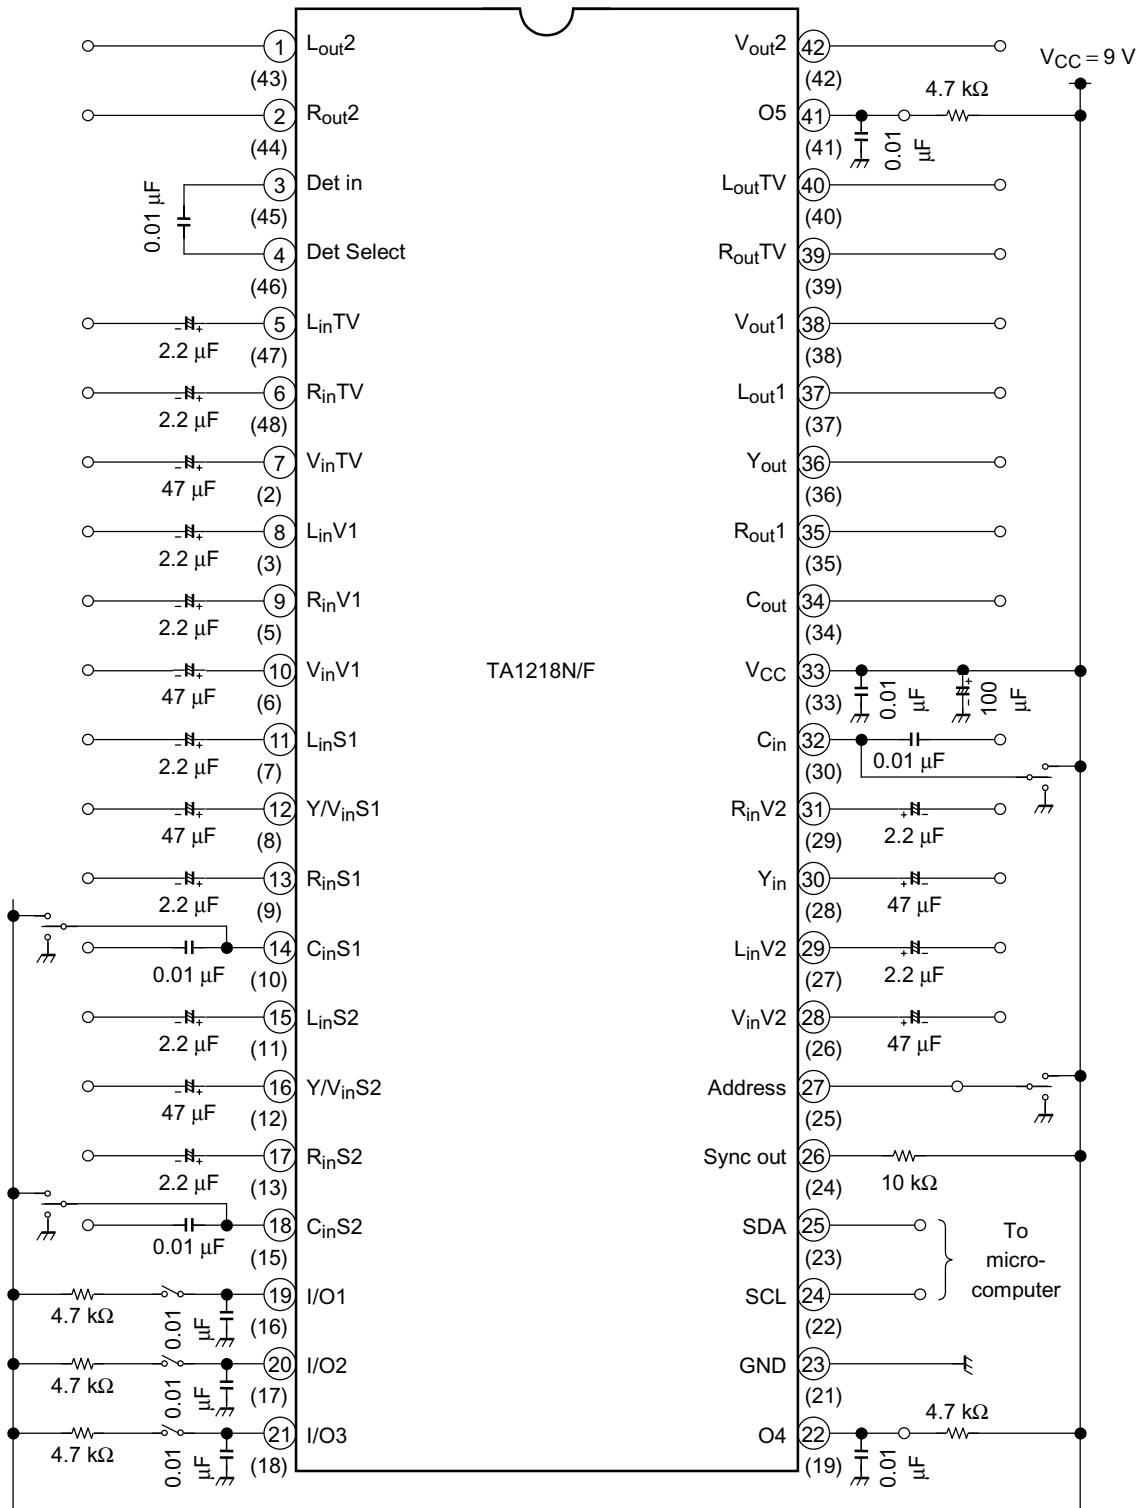 1 Lout2
(43)
2 Rout2
(44)
0.01 μF
3 Det in
(45)
4 Det Select
(46)
5 LinTV
2.2 μF
(47)
6 RinTV
2.2 μF
(48)
7 VinTV
47 μF
(2)
8 LinV1
2.2 μF
(3)
9 RinV1
2.2 μF
(5)
10 VinV1
47 μF
(6)
11 LinS1
2.2 μF
(7)
12 Y/VinS1
47 μF
(8)
13 RinS1
2.2 μF
(9)
14 CinS1
0.01 μF
(10)
15 LinS2
2.2 μF
(11)
16 Y/VinS2
47 μF
(12)
17 RinS2
2.2 μF
(13)
18 CinS2
0.01 μF
(15)
19 I/O1
4.7 kΩ
0.01
μF
(16)
20 I/O2
4.7 kΩ
0.01
μF
(17)
21 I/O3
4.7 kΩ
0.01
μF
(18)
TA1218N/F
Vout2 42
(42)
VCC = 9 V
O5 41
4.7 kΩ
(41)
0.01
μF
LoutTV 40
(40)
RoutTV 39
(39)
Vout1 38
(38)
Lout1 37
(37)
Yout 36
(36)
Rout1 35
(35)
Cout 34
(34)
VCC 33
(33)
0.01
μF
100
μF
Cin 32
0.01 μF
(30)
RinV2 31
2.2 μF
(29)
Yin 30
47 μF
(28)
LinV2 29
2.2 μF
(27)
VinV2 28
47 μF
(26)
Address 27
(25)
Sync out 26
10 kΩ
(24)
SDA 25
(23)
SCL 24
(22)
To
micro-
computer
GND 23
(21)
O4 22
4.7 kΩ
(19)
0.01
μF